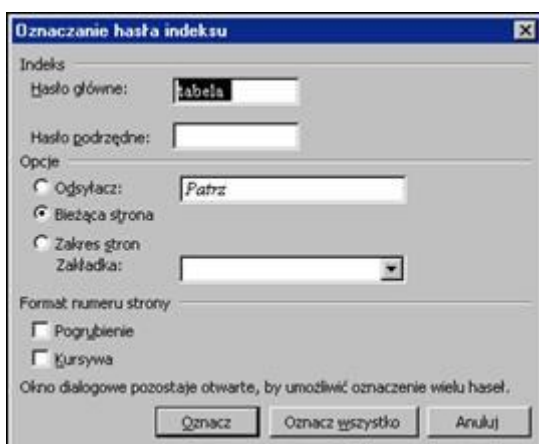 Oznaczanie hasła indeksu
Indeks
Hasło główne: tabela
Hasło podrzędne:
Opcje
Odsyłacz: Patrz
Bieżąca strona
Zakres stron
Zakładka:
Format numeru strony
Pogrubienie
Kursywa
Okno dialogowe pozostaje otwarte, by umożliwić oznaczenie wielu haseł.
Oznacz Oznacz wszystko Anuluj